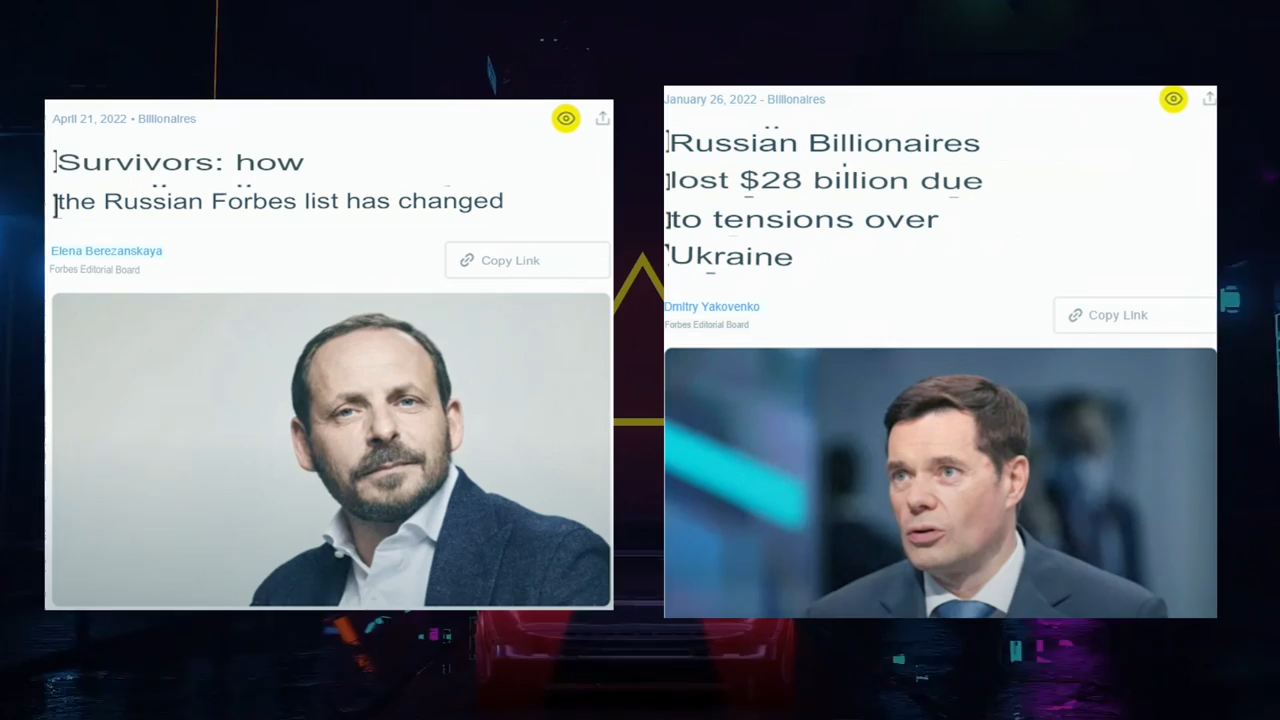 April 21, 2022 • Billlionaires
Survivors: how
the Russian Forbes list has changed
Elena Berezanskaya
Forbes Editorial Board
Copy Link
January 26, 2022 - Billlionaires
Russian Billionaires
lost $28 billion due
to tensions over
Ukraine
Dmitry Yakovenko
Forbes Editorial Board
Copy Link